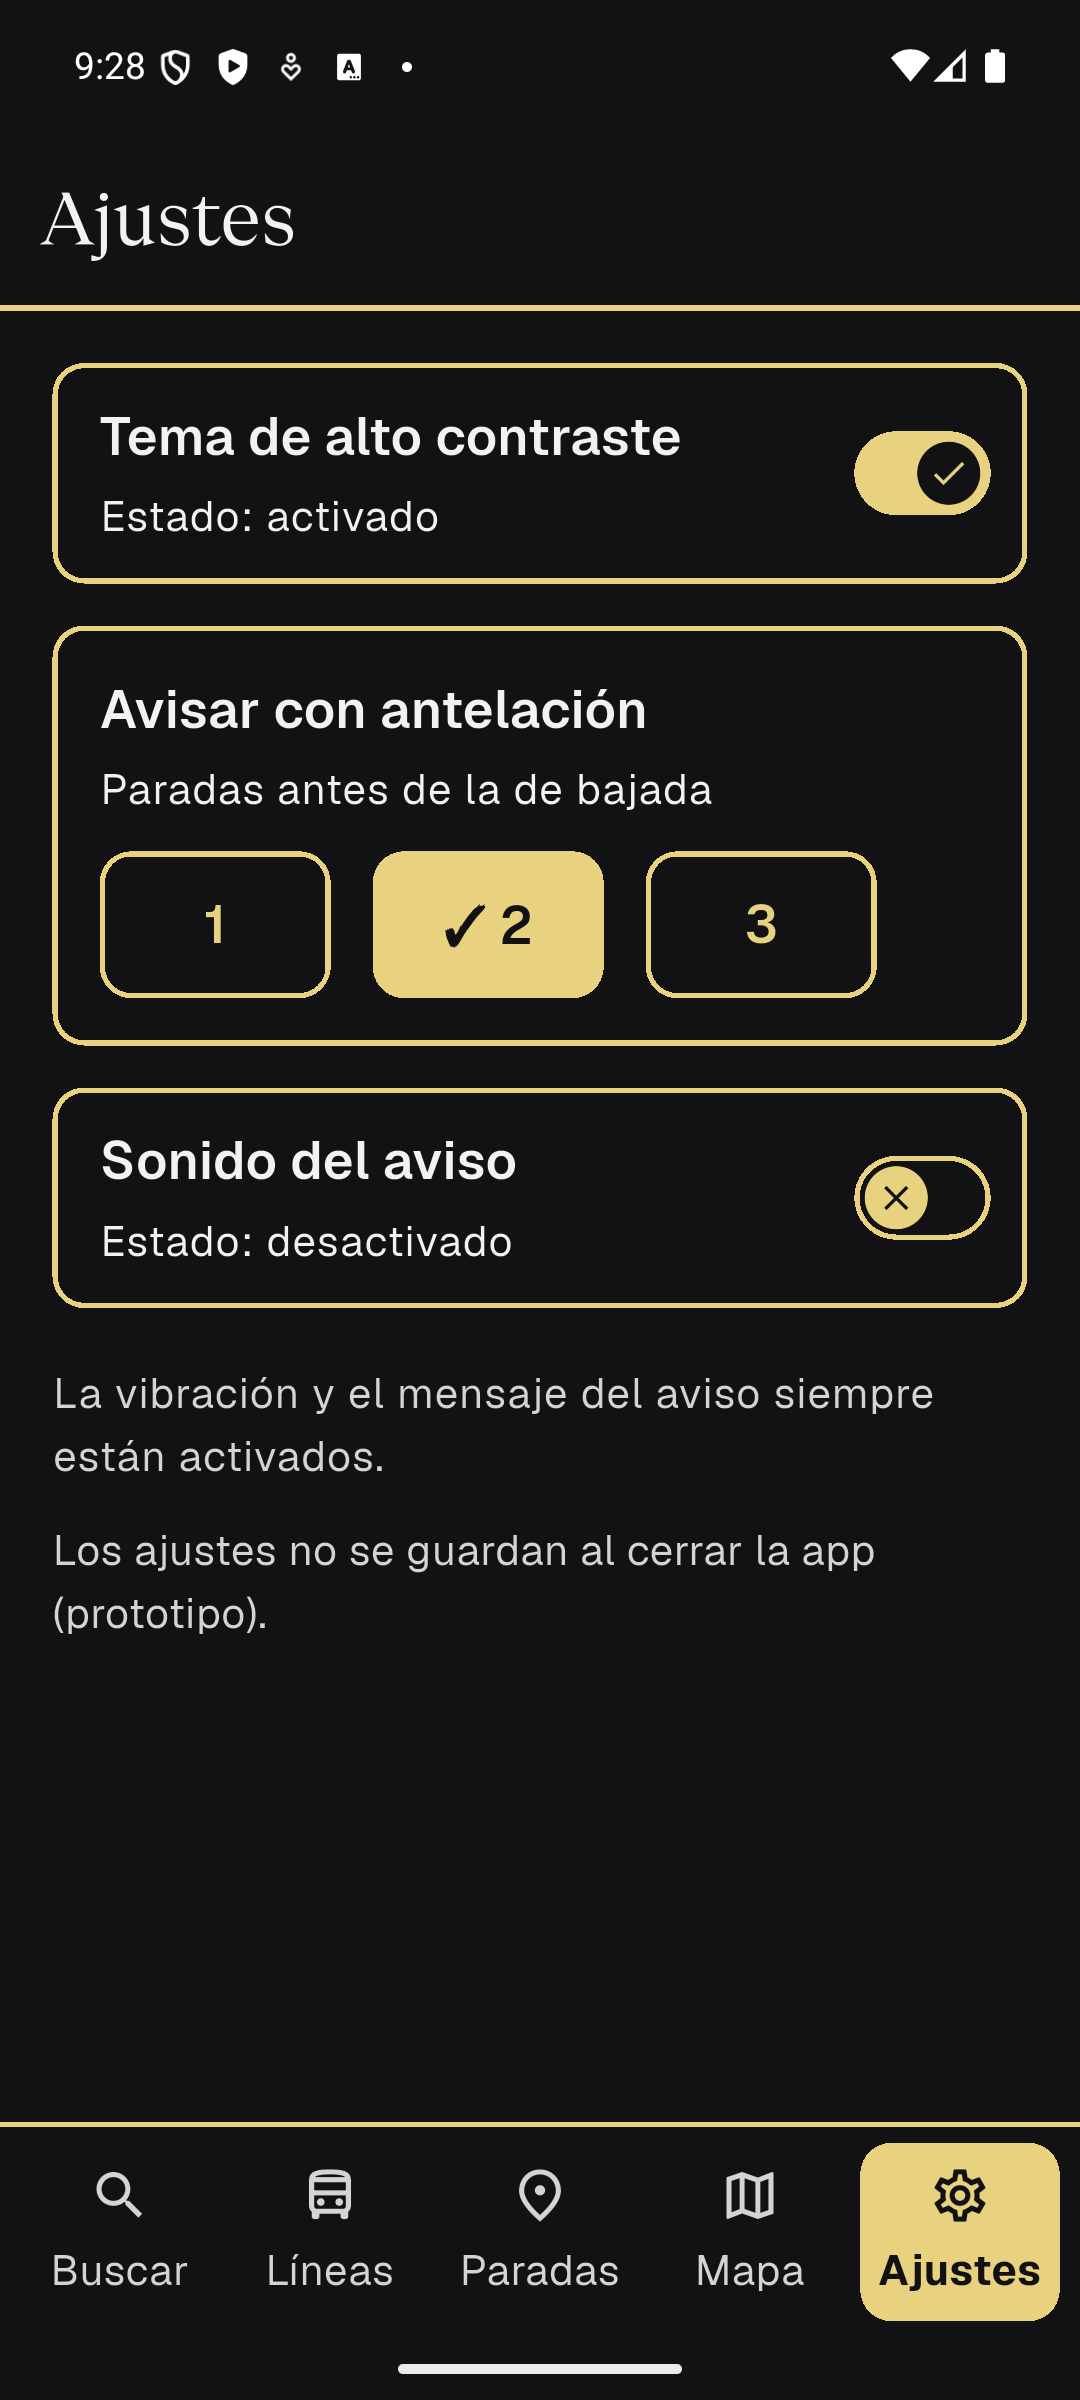 9:28
Ajustes
Tema de alto contraste
Estado: activado
Avisar con antelación
Paradas antes de la de bajada
1
✓ 2
3
Sonido del aviso
Estado: desactivado
La vibración y el mensaje del aviso siempre
están activados.
Los ajustes no se guardan al cerrar la app
(prototipo).
Buscar
Líneas
Paradas
Mapa
Ajustes